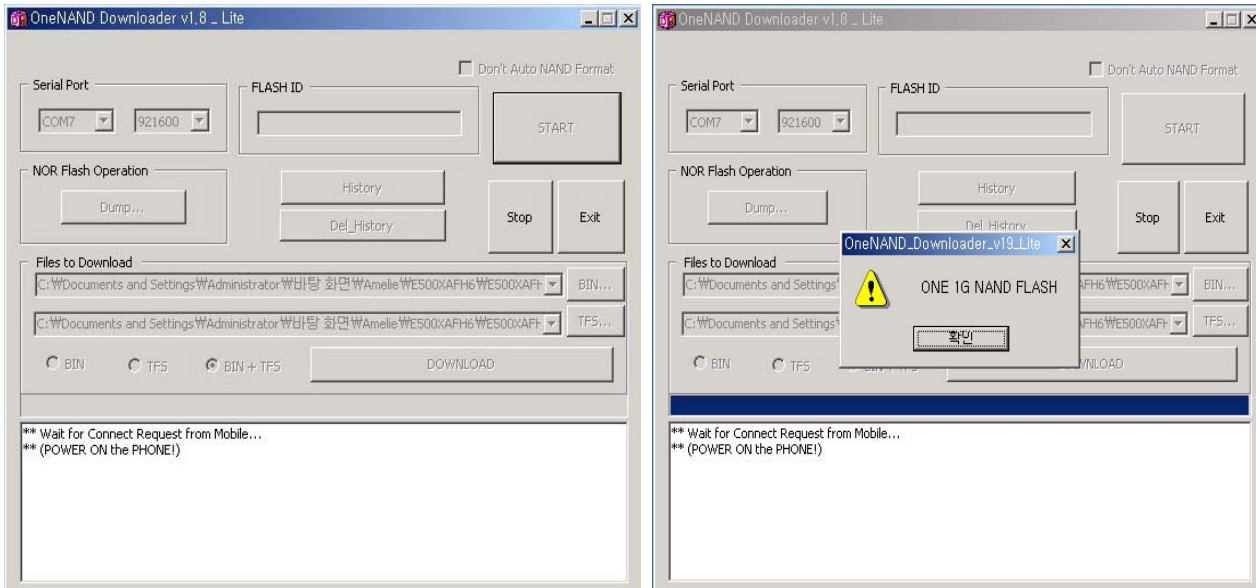 OneNAND Downloader v1,8 _ Lite
Don't Auto NAND Format
Serial Port
FLASH ID
COM7
921600
START
NOR Flash Operation
Dump...
History
Del_History
Stop
Exit
Files to Download
C:₩Documents and Settings₩Administrator₩바탕 화면₩Amelie₩E500XAFH6₩E500XAFH
BIN...
C:₩Documents and Settings₩Administrator₩바탕 화면₩Amelie₩E500XAFH6₩E500XAFH
TFS...
BIN
TFS
BIN + TFS
DOWNLOAD
** Wait for Connect Request from Mobile...
** (POWER ON the PHONE!)
OneNAND Downloader v1,8 _ Lite
Don't Auto NAND Format
Serial Port
FLASH ID
COM7
921600
START
NOR Flash Operation
Dump...
History
Del_History
Stop
Exit
OneNAND_Downloader_v19_Lite
ONE 1G NAND FLASH
확인
Files to Download
C:₩Documents and Settings₩
AFH6₩E500XAFH
BIN...
C:₩Documents and Settings₩
AFH6₩E500XAFH
TFS...
BIN
TFS
WNLOAD
** Wait for Connect Request from Mobile...
** (POWER ON the PHONE!)